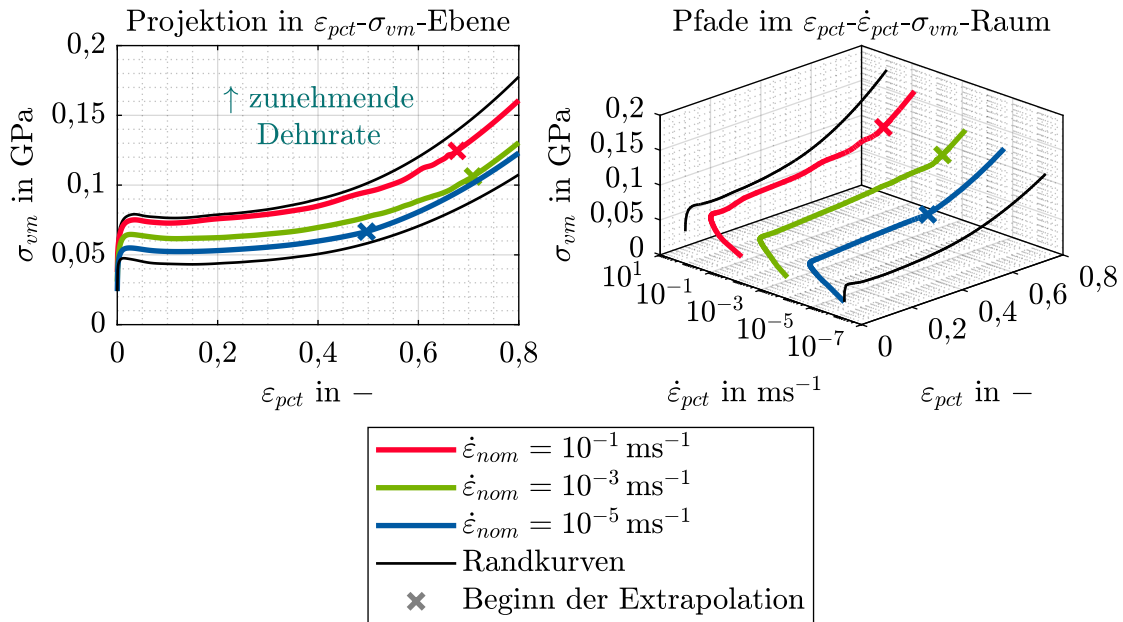 Projektion in εpct-σvm-Ebene
0,2
0,15
0,1
0,05
0
σvm in GPa
↑ zunehmende
Dehnrate
0
0,2
0,4
0,6
0,8
εpct in −
Pfade im εpct-ε̇pct-σvm-Raum
0,2
0,15
0,1
0,05
0
σvm in GPa
10¹
10⁻¹
10⁻³
10⁻⁵
10⁻⁷
ε̇pct in ms⁻¹
0
0,2
0,4
0,6
0,8
εpct in −
ε̇nom = 10⁻¹ ms⁻¹
ε̇nom = 10⁻³ ms⁻¹
ε̇nom = 10⁻⁵ ms⁻¹
Randkurven
Beginn der Extrapolation